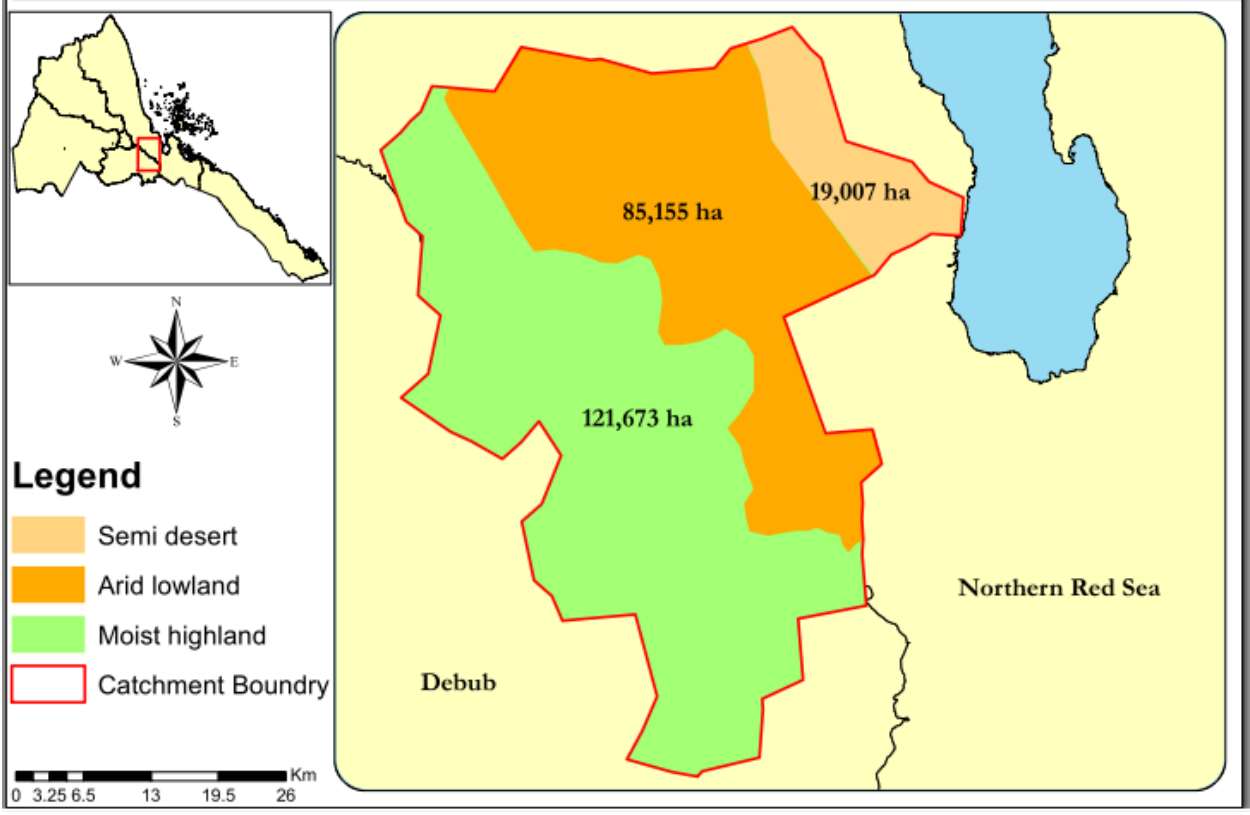 N
W E
S
Legend
Semi desert
Arid lowland
Moist highland
Catchment Boundry
Km
0 3.25 6.5 13 19.5 26
19,007 ha
85,155 ha
121,673 ha
Northern Red Sea
Debub